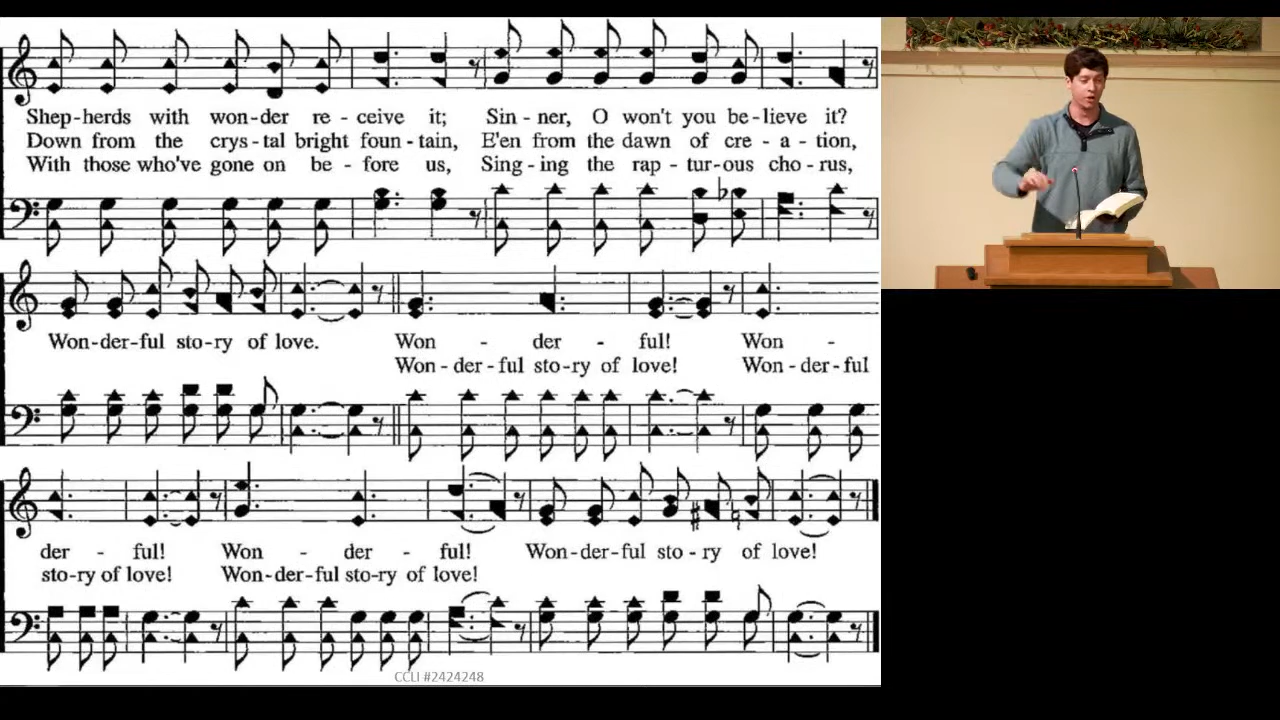 Shep-herds with won-der re-ceive it; Sin-ner, O won't you be-lieve it?
Down from the crys-tal bright foun-tain, E'en from the dawn of cre-a-tion,
With those who've gone on be-fore us, Sing-ing the rap-tur-ous cho-rus,
Won-der-ful sto-ry of love. Won - der - ful! Won -
Won-der-ful sto-ry of love! Won-der-ful
der - ful! Won - der - ful! Won-der-ful sto-ry of love!
sto-ry of love! Won-der-ful sto-ry of love!
CCLI #2424248